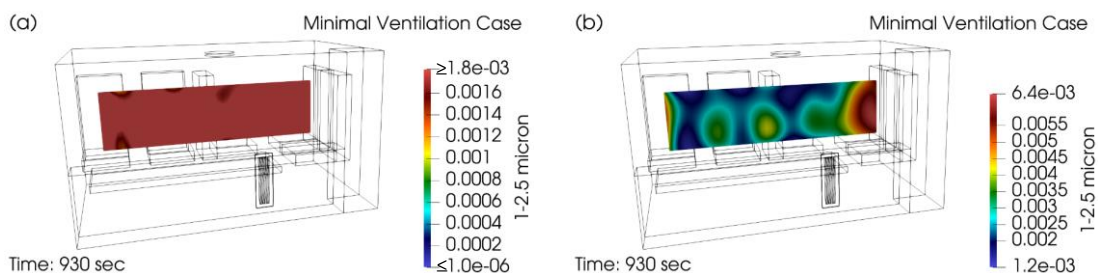 (a)
Minimal Ventilation Case
≥1.8e-03
0.0016
0.0014
0.0012
0.001
0.0008
0.0006
0.0004
0.0002
≤1.0e-06
1-2.5 micron
Time: 930 sec
(b)
Minimal Ventilation Case
6.4e-03
0.0055
0.005
0.0045
0.004
0.0035
0.003
0.0025
0.002
1.2e-03
1-2.5 micron
Time: 930 sec